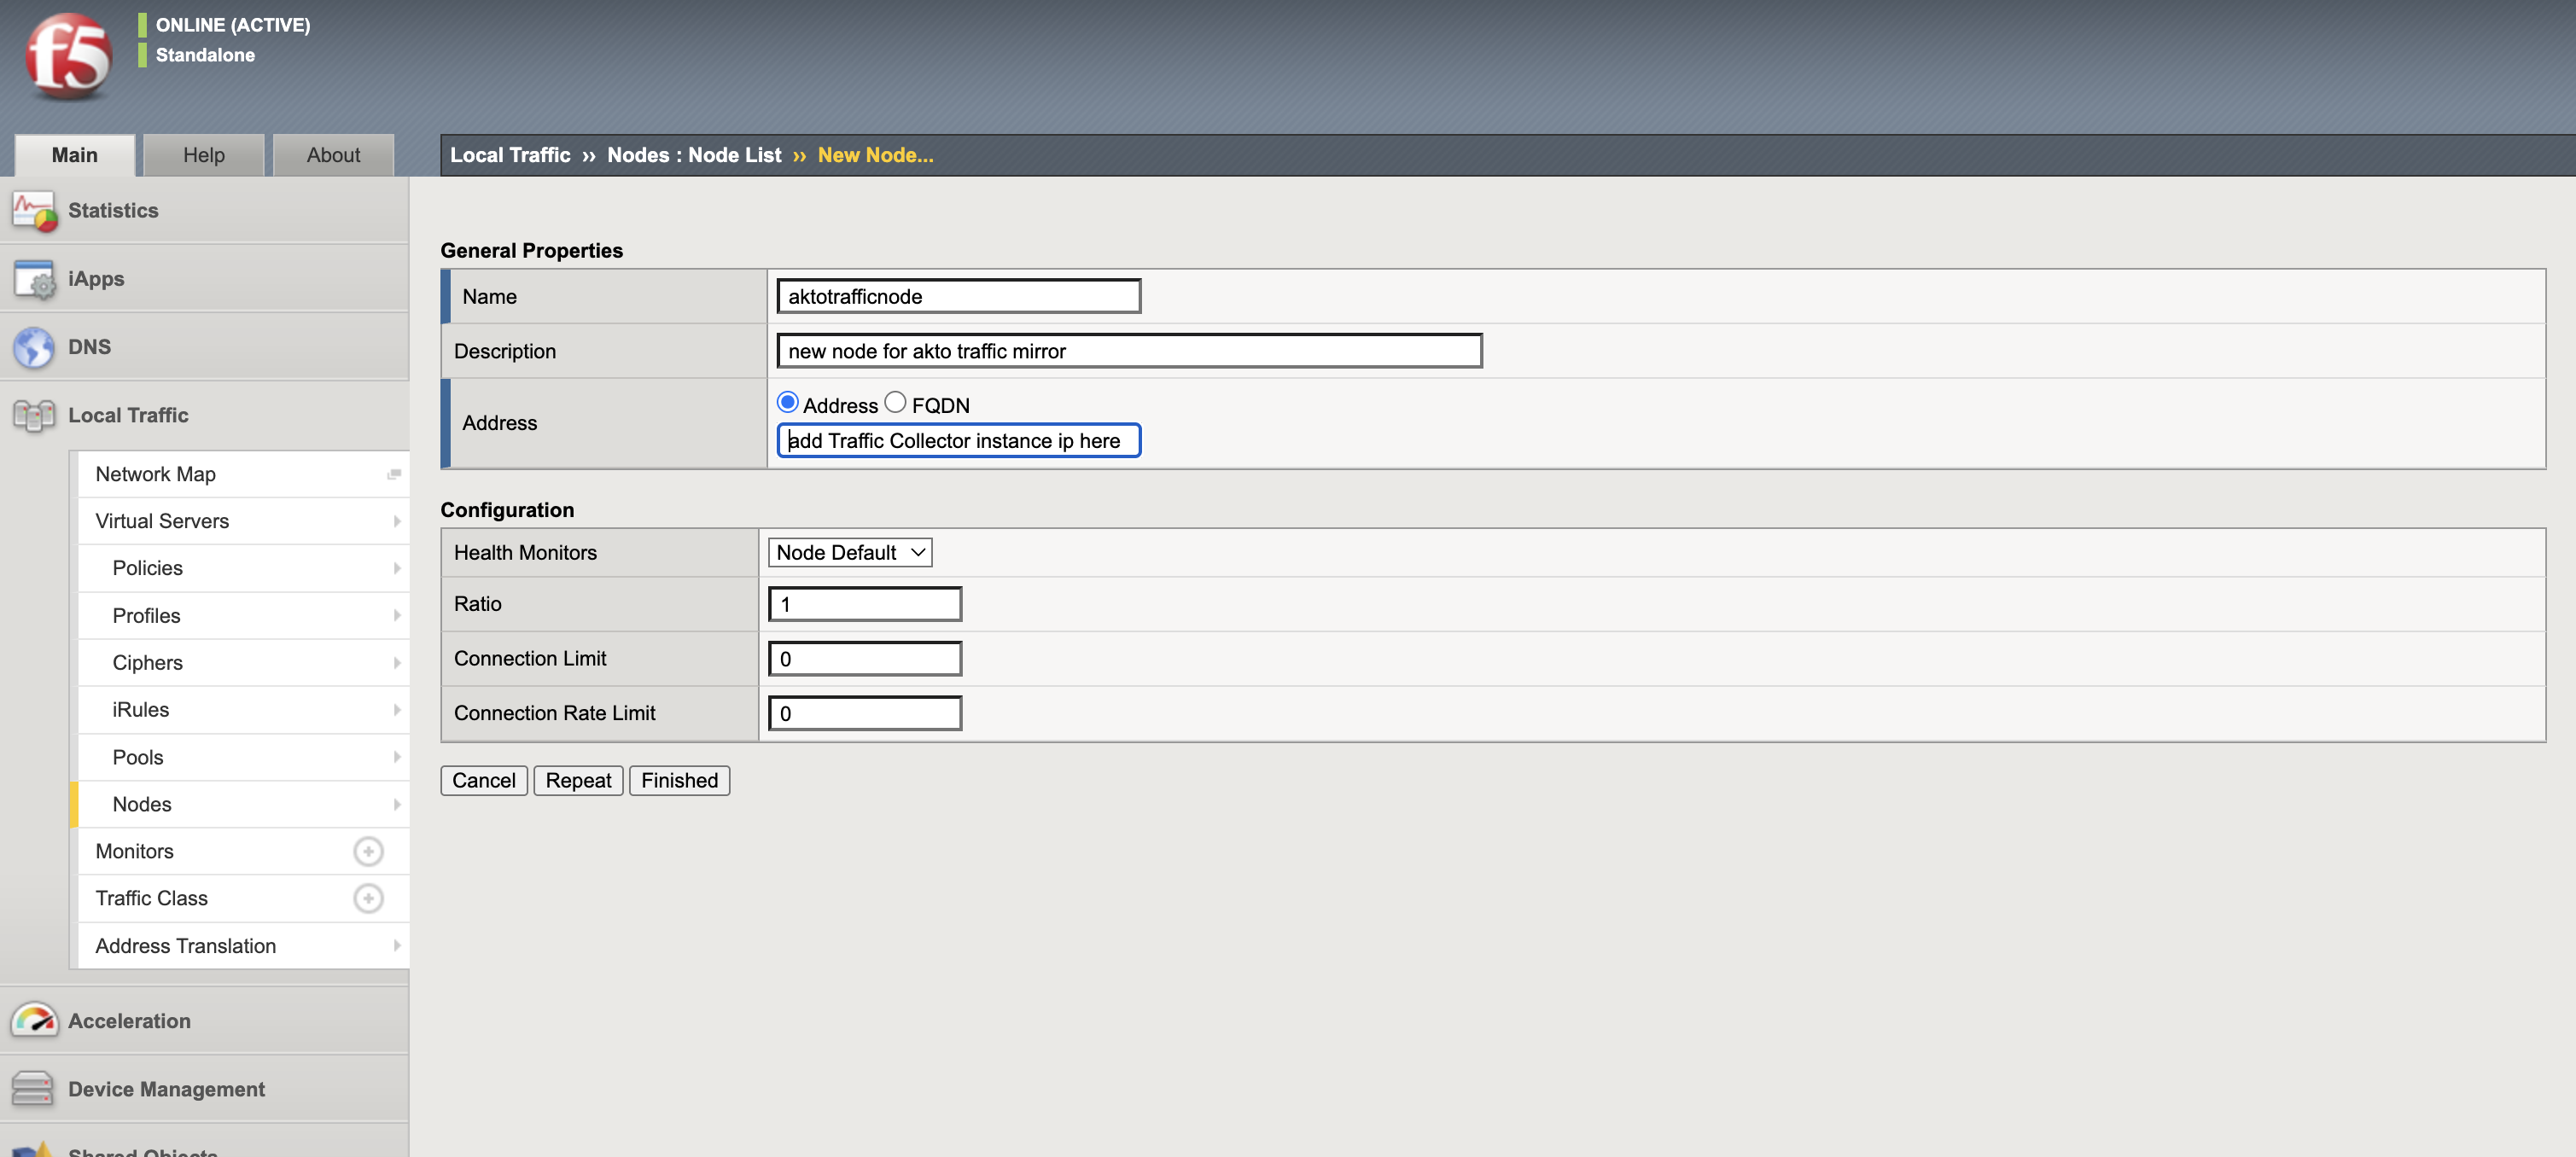 f5
ONLINE (ACTIVE)
Standalone
Main
Help
About
Local Traffic ›› Nodes : Node List ›› New Node...
Statistics
iApps
DNS
Local Traffic
Network Map
Virtual Servers
Policies
Profiles
Ciphers
iRules
Pools
Nodes
Monitors
Traffic Class
Address Translation
Acceleration
Device Management
Shared Objects
General Properties
Name
aktotrafficnode
Description
new node for akto traffic mirror
Address
Address FQDN
add Traffic Collector instance ip here
Configuration
Health Monitors
Node Default
Ratio
1
Connection Limit
0
Connection Rate Limit
0
Cancel Repeat Finished